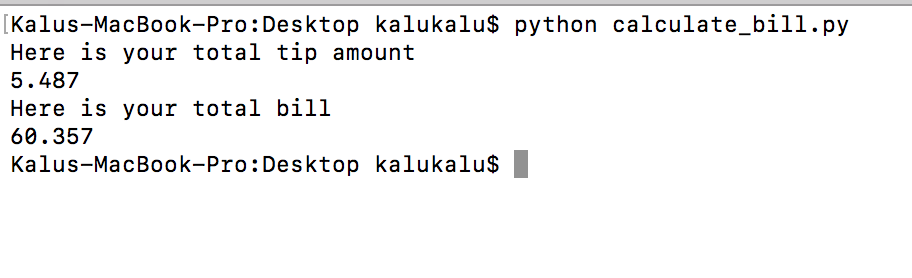 [Kalus-MacBook-Pro:Desktop kalukalu$ python calculate_bill.py
Here is your total tip amount
5.487
Here is your total bill
60.357
Kalus-MacBook-Pro:Desktop kalukalu$